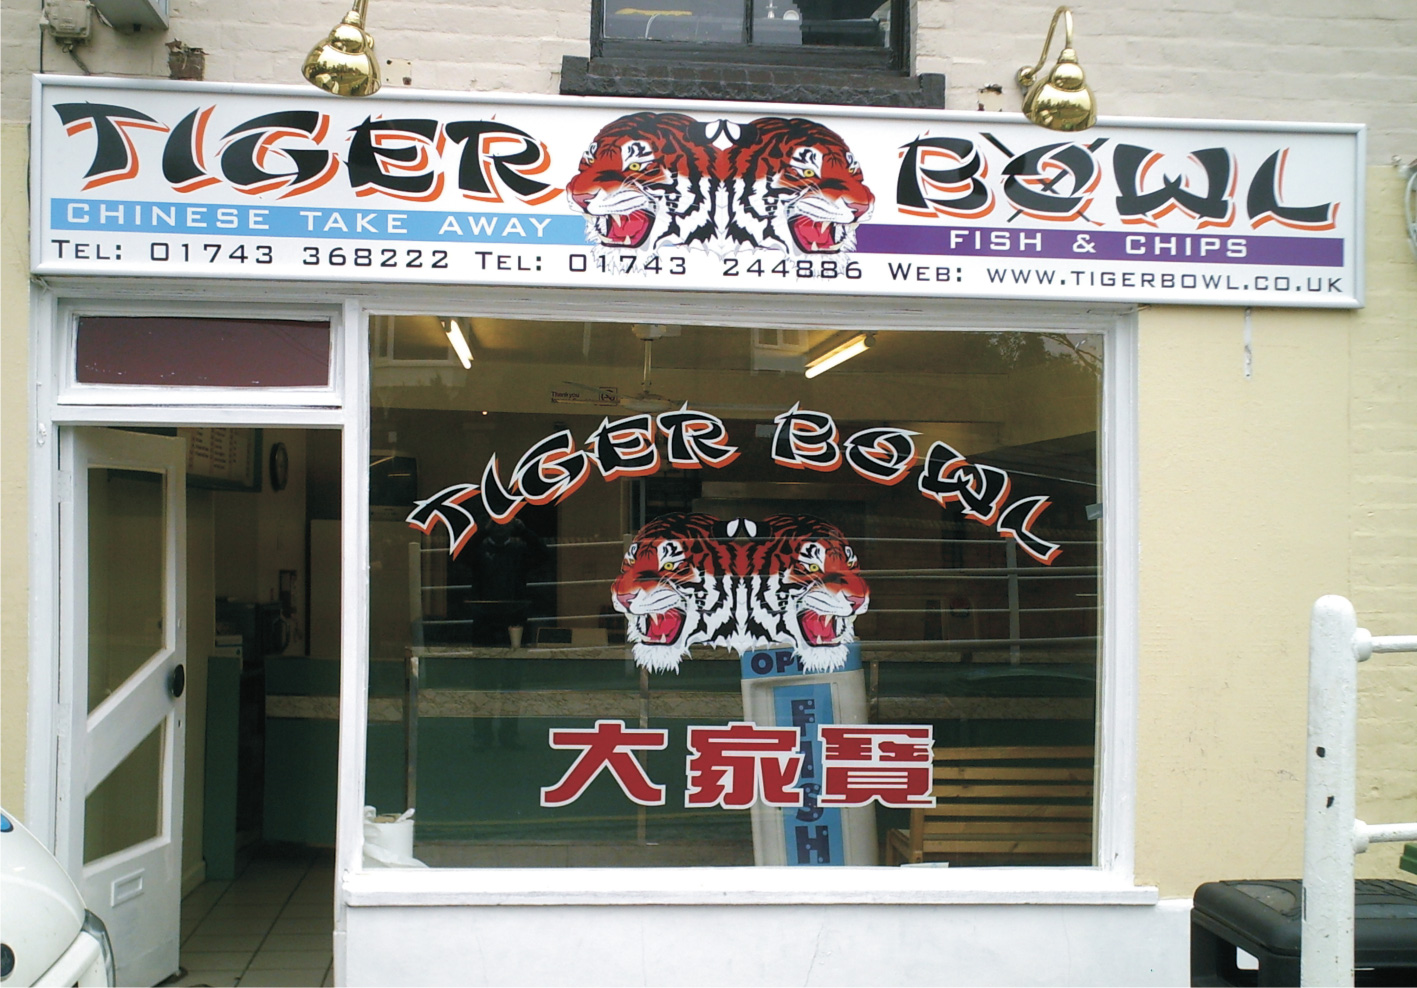 TIGER BOWL
CHINESE TAKE AWAY
FISH & CHIPS
TEL: 01743 368222 TEL: 01743 244886 WEB: WWW.TIGERBOWL.CO.UK
TIGER BOWL
FISH
大家寶